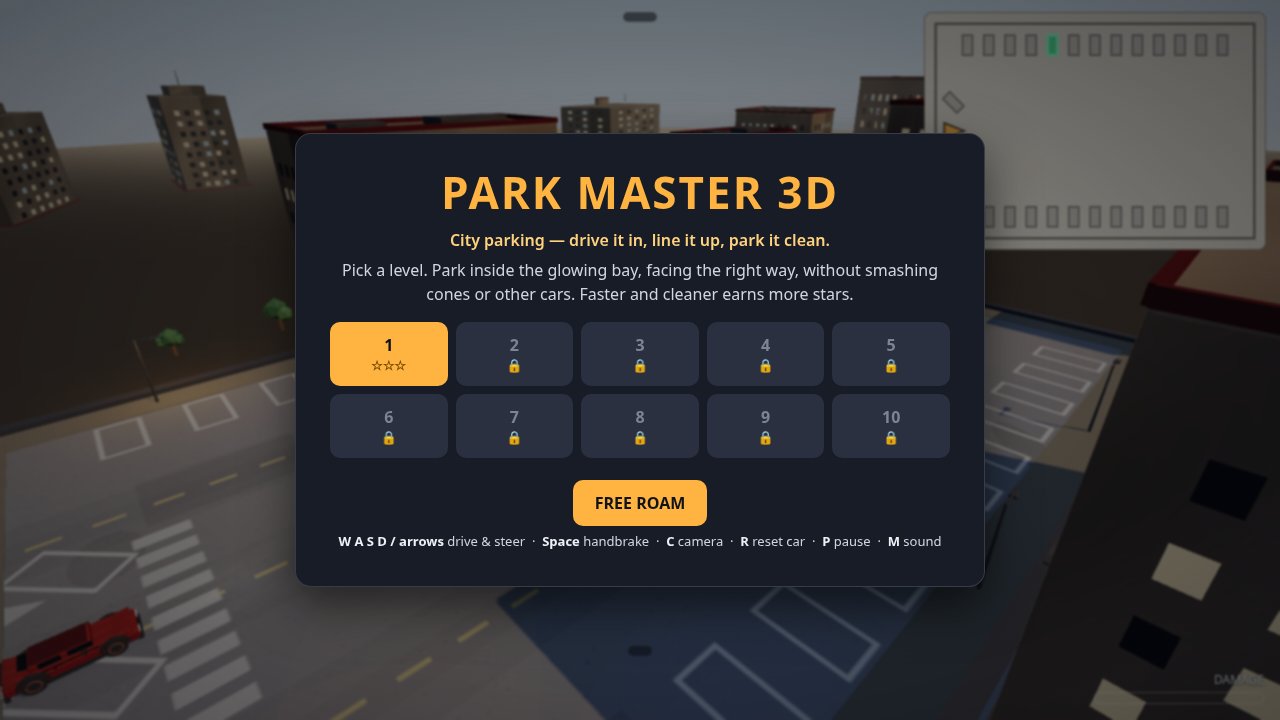 PARK MASTER 3D
City parking — drive it in, line it up, park it clean.
Pick a level. Park inside the glowing bay, facing the right way, without smashing
cones or other cars. Faster and cleaner earns more stars.
1 2 3 4 5
☆☆☆ 🔒 🔒 🔒 🔒
6 7 8 9 10
🔒 🔒 🔒 🔒 🔒
FREE ROAM
W A S D / arrows drive & steer · Space handbrake · C camera · R reset car · P pause · M sound
DAMAGE